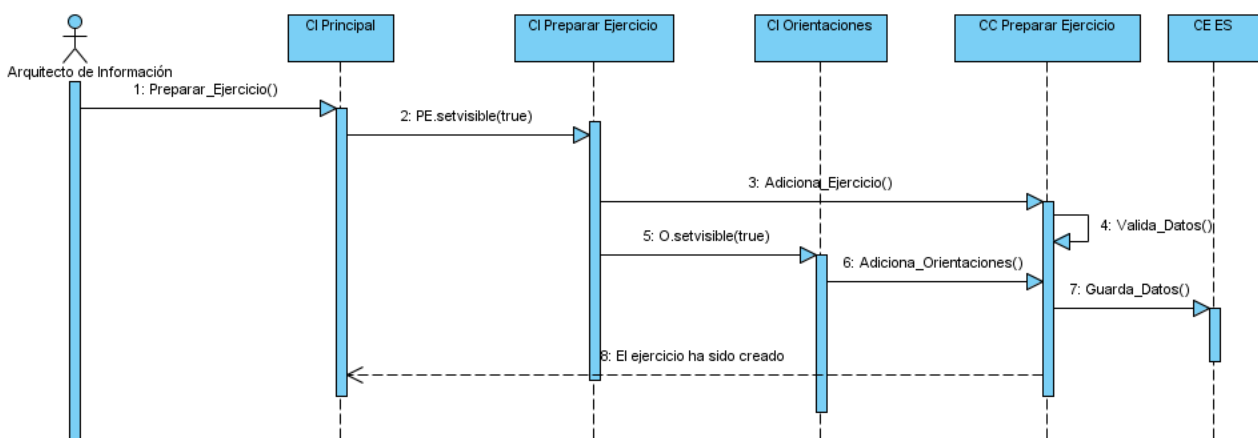 CI Principal
CI Preparar Ejercicio
CI Orientaciones
CC Preparar Ejercicio
CE ES
Arquitecto de Información
1: Preparar_Ejercicio()
2: PE.setvisible(true)
3: Adiciona_Ejercicio()
4: Valida_Datos()
5: O.setvisible(true)
6: Adiciona_Orientaciones()
7: Guarda_Datos()
8: El ejercicio ha sido creado